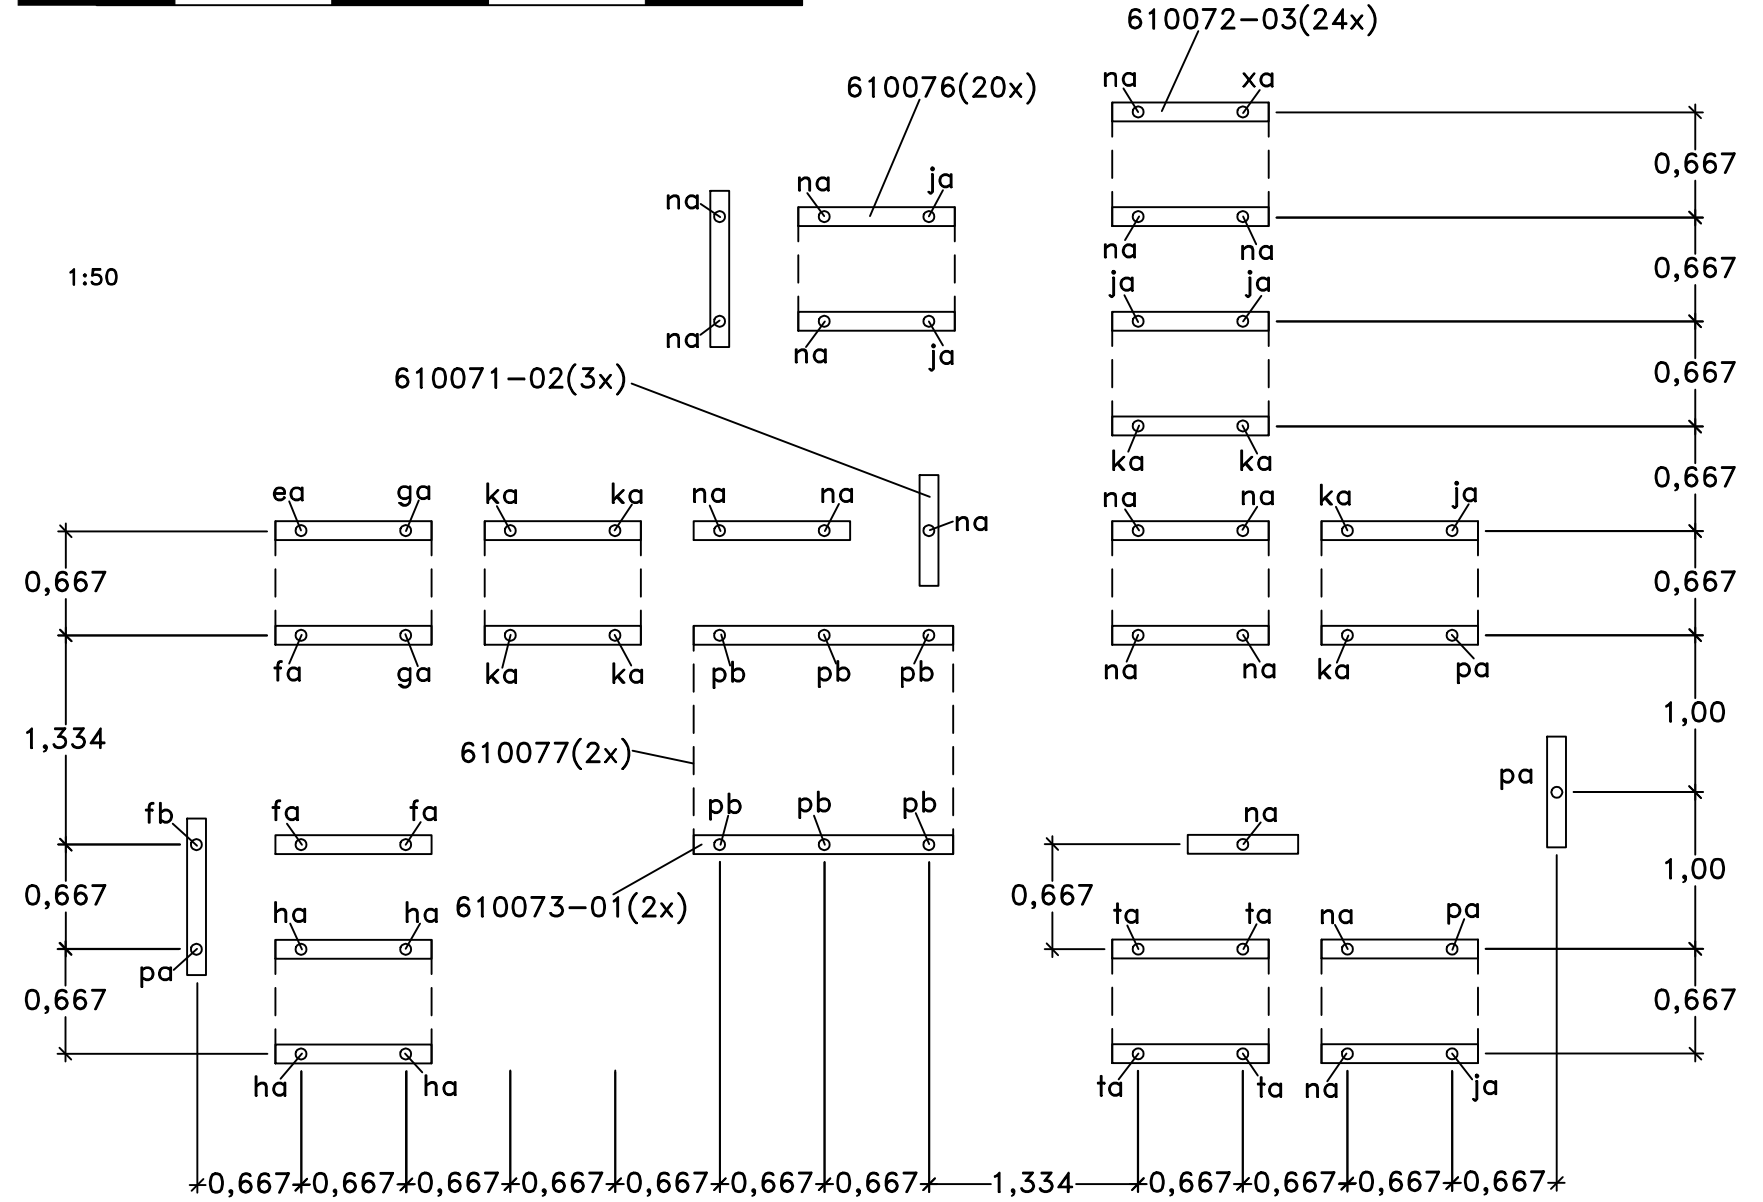 610072-03(24x)
na xa
610076(20x)
0,667
na na ja
na na
1:50
0,667
ja ja
na na ja
610071-02(3x)
0,667
ka ka
0,667
ea ga ka ka na na na na na ka ja
0,667 0,667
fa ga ka ka pb pb pb na na ka pa
1,00
1,334
610077(2x)
pa
fb fa fa pb pb pb na
1,00
0,667 0,667
610073-01(2x)
ha ha ta ta na pa
pa
0,667 0,667
ha ha ta ta na ja
0,667 0,667 0,667 0,667 0,667 0,667 0,667 1,334 0,667 0,667 0,667 0,667